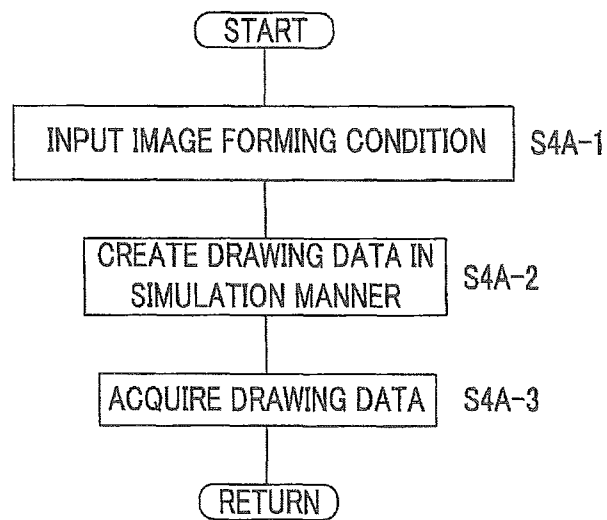 START
INPUT IMAGE FORMING CONDITION S4A-1
CREATE DRAWING DATA IN
SIMULATION MANNER S4A-2
ACQUIRE DRAWING DATA S4A-3
RETURN